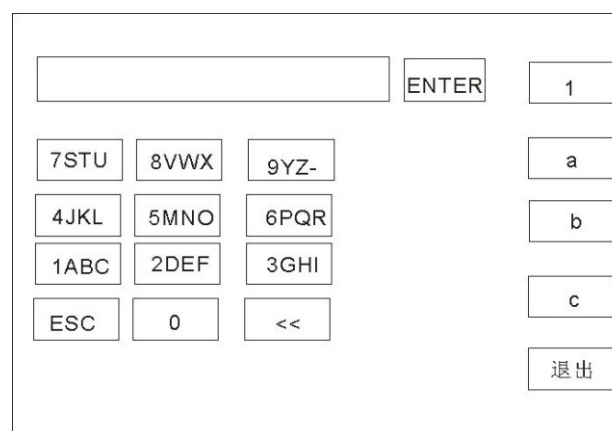 ENTER
1
7STU 8VWX 9YZ-
a
4JKL 5MNO 6PQR
b
1ABC 2DEF 3GHI
c
ESC 0 <<
退出